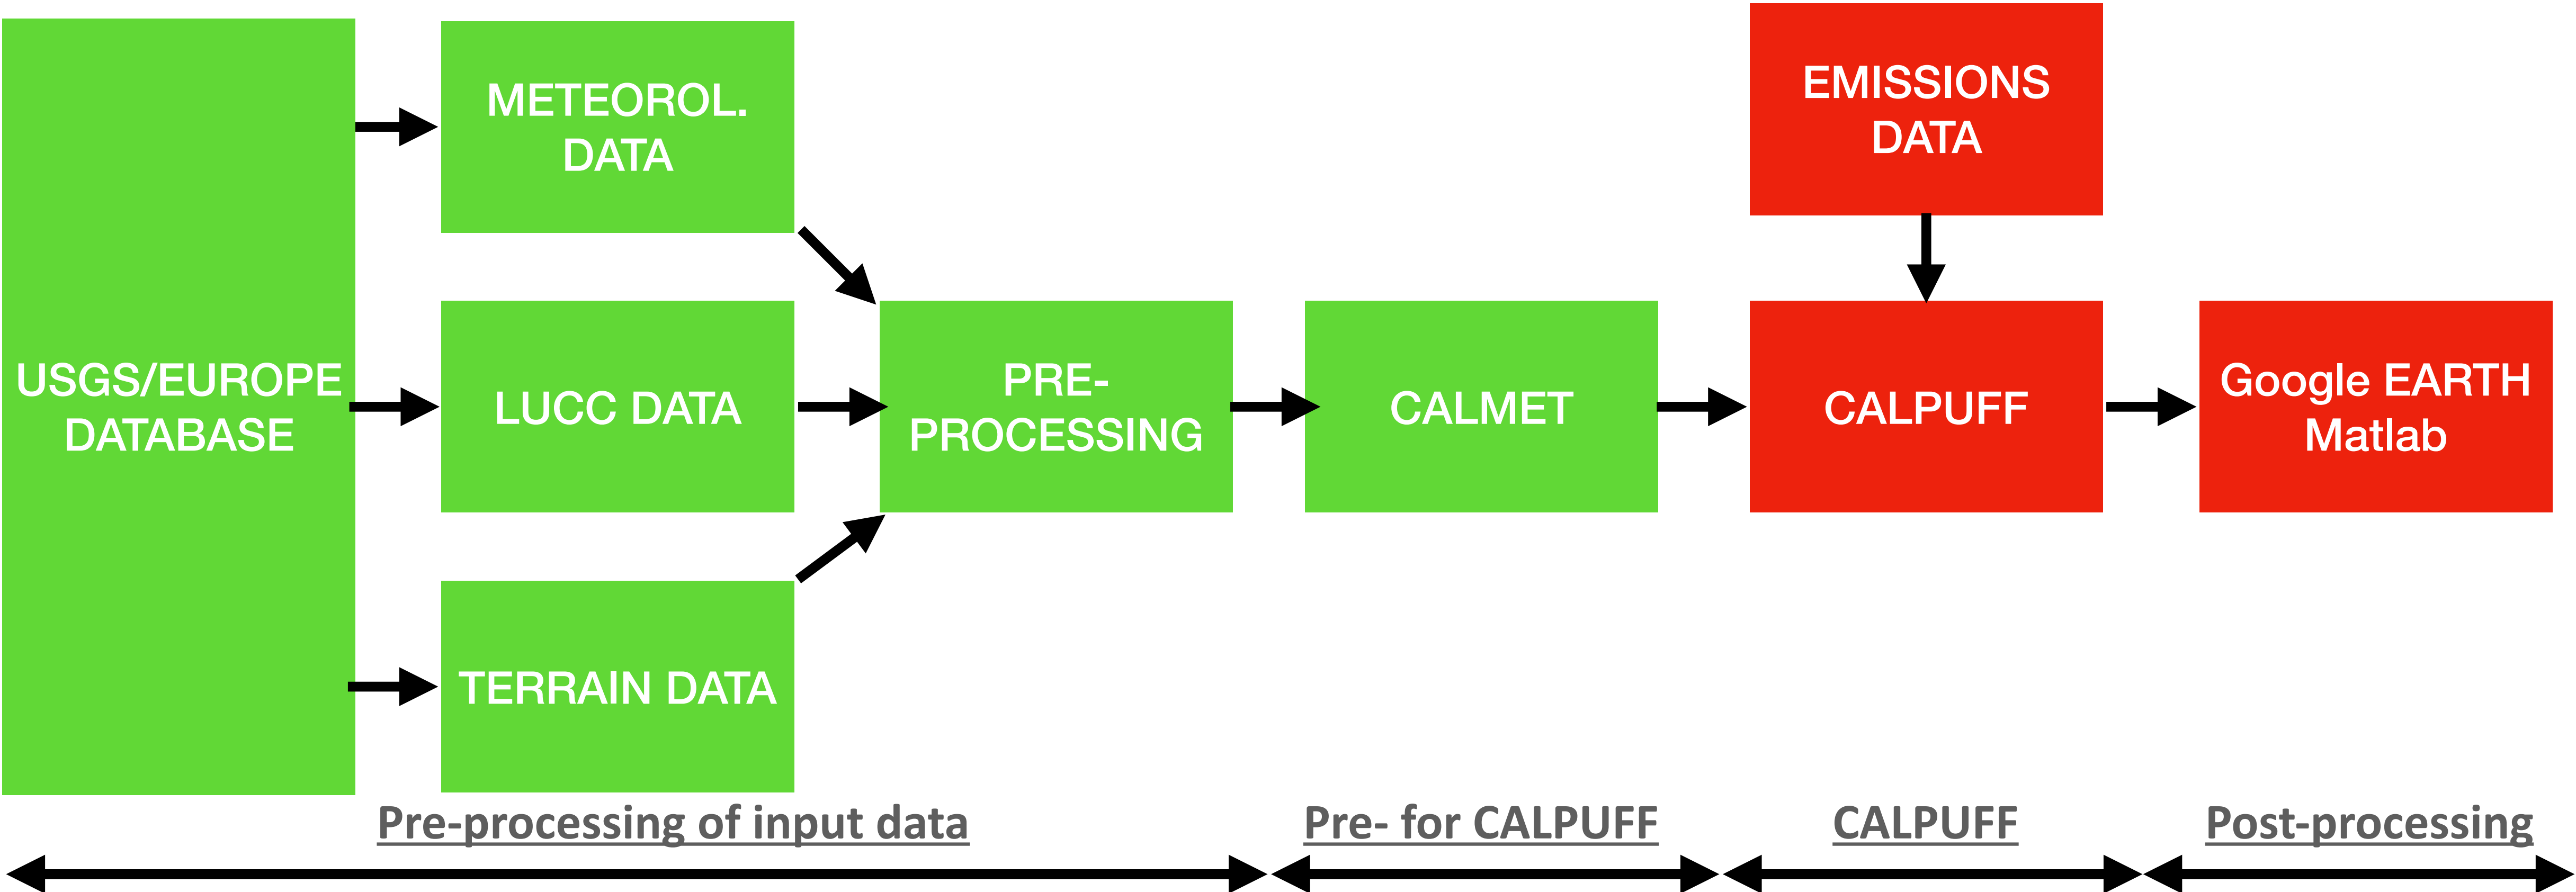 METEOROL.
DATA
EMISSIONS
DATA
USGS/EUROPE
DATABASE
LUCC DATA
PRE-
PROCESSING
CALMET
CALPUFF
Google EARTH
Matlab
TERRAIN DATA
Pre-processing of input data
Pre- for CALPUFF
CALPUFF
Post-processing